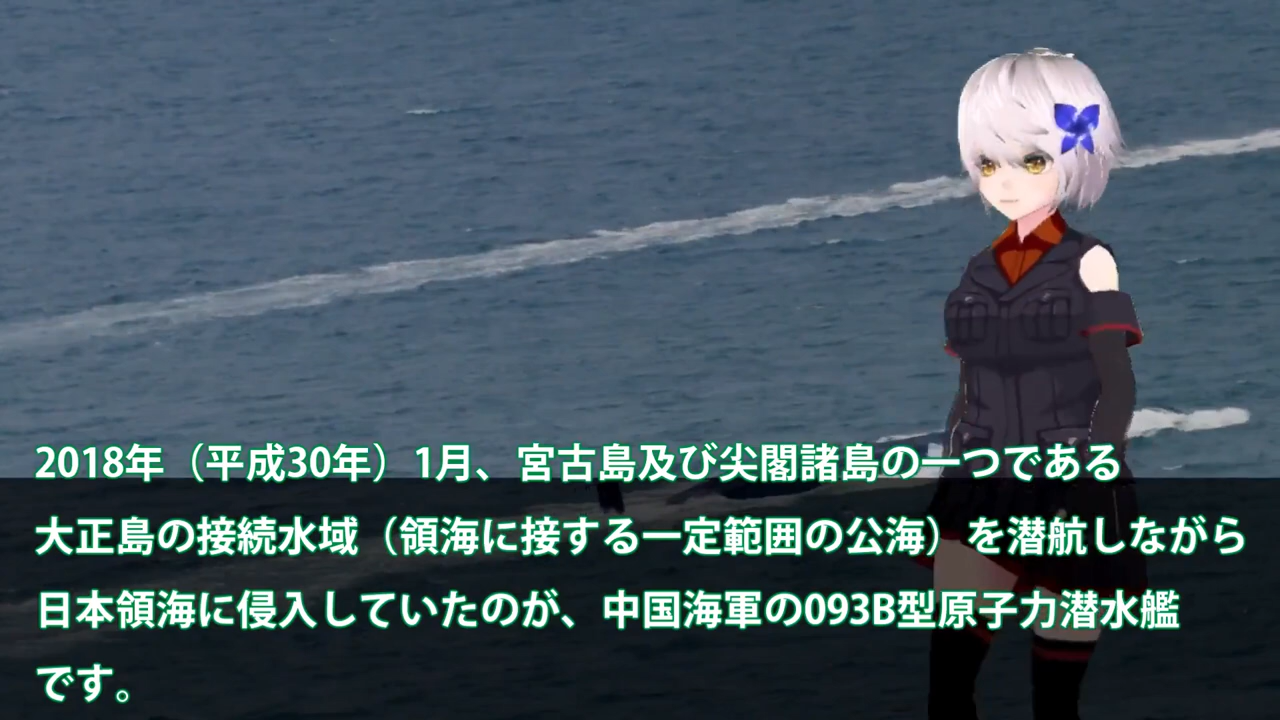 2018年（平成30年）1月、宮古島及び尖閣諸島の一つである
大正島の接続水域（領海に接する一定範囲の公海）を潜航しながら
日本領海に侵入していたのが、中国海軍の093B型原子力潜水艦
です。